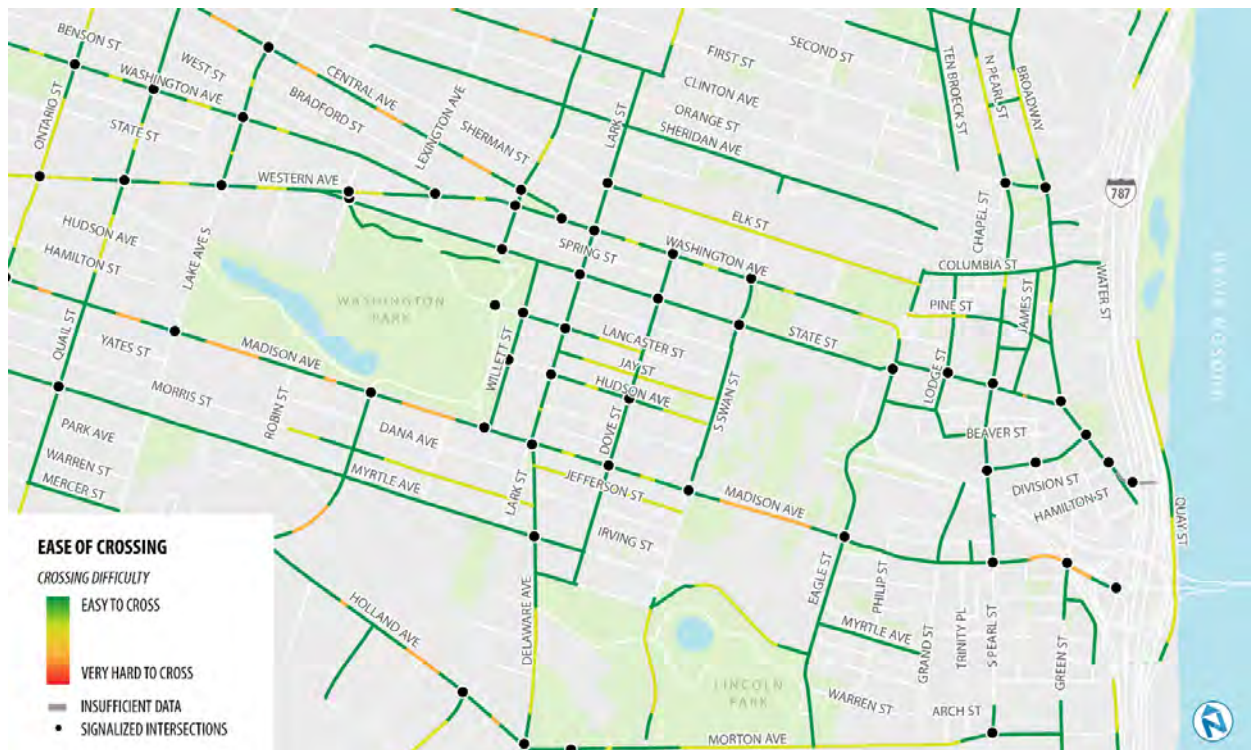 BENSON ST
WEST ST
WASHINGTON AVE
ONTARIO ST
STATE ST
CENTRAL AVE
BRADFORD ST
LEXINGTON AVE
SHERMAN ST
LARK ST
FIRST ST
SECOND ST
CLINTON AVE
ORANGE ST
SHERIDAN AVE
TEN BROECK ST
N PEARL ST
BROADWAY
787
WESTERN AVE
ELK ST
CHAPEL ST
HUDSON AVE
HAMILTON ST
LAKE AVE S
SPRING ST
WASHINGTON AVE
COLUMBIA ST
WATER ST
WASHINGTON
PARK
PINE ST
JAMES ST
HUDSON RIVER
QUAIL ST
YATES ST
MADISON AVE
WILLETT ST
LANCASTER ST
JAY ST
HUDSON AVE
S SWAN ST
STATE ST
LODGE ST
MORRIS ST
ROBIN ST
DANA AVE
DOVE ST
BEAVER ST
PARK AVE
WARREN ST
MERCER ST
MYRTLE AVE
LARK ST
JEFFERSON ST
MADISON AVE
DIVISION ST
HAMILTON ST
QUAY ST
IRVING ST
EAGLE ST
PHILIP ST
HOLLAND AVE
DELAWARE AVE
MYRTLE AVE
GRAND ST
TRINITY PL
S PEARL ST
GREEN ST
LINCOLN
PARK
WARREN ST
ARCH ST
MORTON AVE
EASE OF CROSSING
CROSSING DIFFICULTY
EASY TO CROSS
VERY HARD TO CROSS
INSUFFICIENT DATA
SIGNALIZED INTERSECTIONS
N